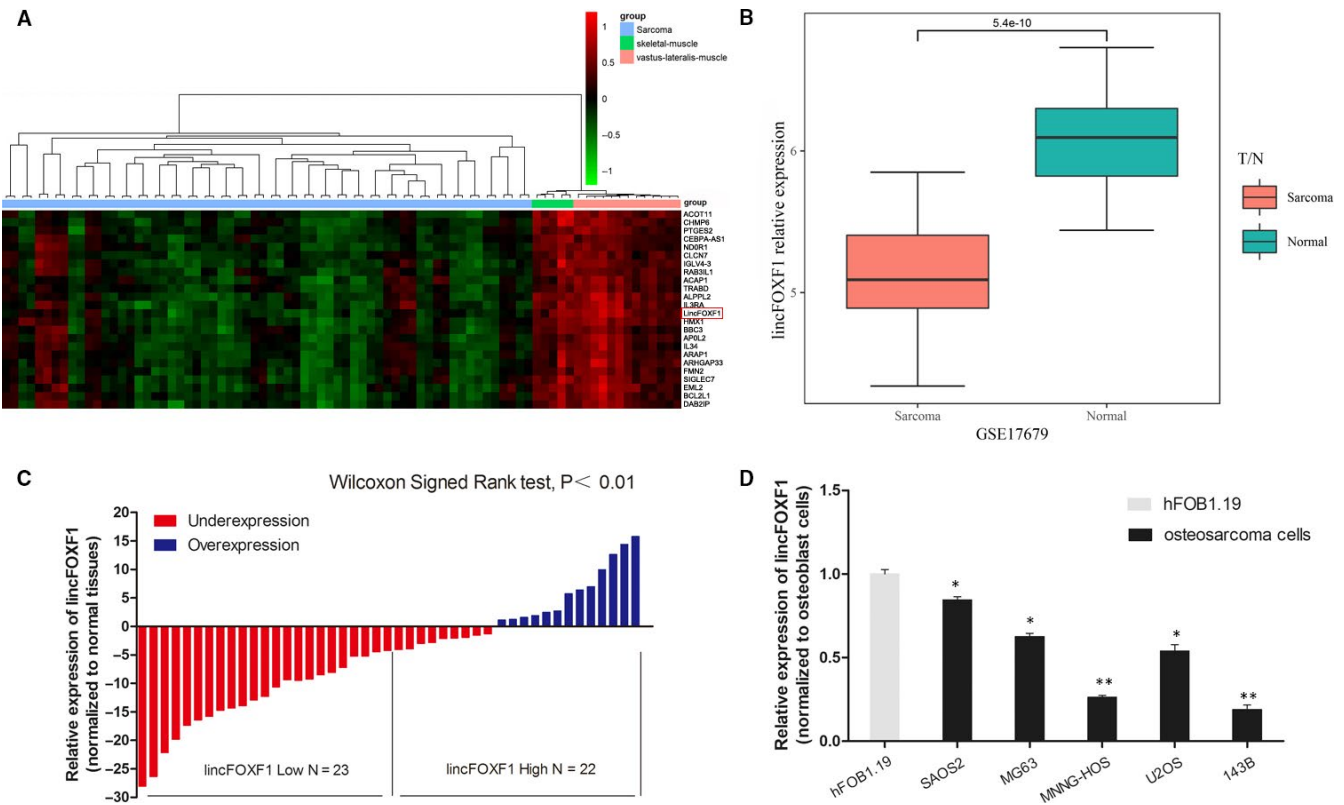 A
group
Sarcoma
skeletal-muscle
vastus-lateralis-muscle
1
0.5
0
−0.5
−1
group
ACOT11
CHMP6
PTGES2
CEBPA-AS1
NDOR1
CLCN7
IGLV4-3
RAB3IL1
ACAP1
TRABD
ALPPL2
IL3RA
LincFOXF1
HMX1
BBC3
APOL2
IL34
ARAP1
ARHGAP33
FMN2
SIGLEC7
EML2
BCL2L1
DAB2IP
B
5.4e-10
lincFOXF1 relative expression
6
5
Sarcoma
Normal
GSE17679
T/N
Sarcoma
Normal
C
Wilcoxon Signed Rank test, P< 0.01
Relative expression of lincFOXF1
(normalized to normal tissues)
20
15
10
5
0
−5
−10
−15
−20
−25
−30
Underexpression
Overexpression
lincFOXF1 Low N = 23
lincFOXF1 High N = 22
D
Relative expression of lincFOXF1
(normalized to osteoblast cells)
1.5
1.0
0.5
0.0
hFOB1.19
osteosarcoma cells
*
*
**
*
**
hFOB1.19
SAOS2
MG63
MNNG-HOS
U2OS
143B